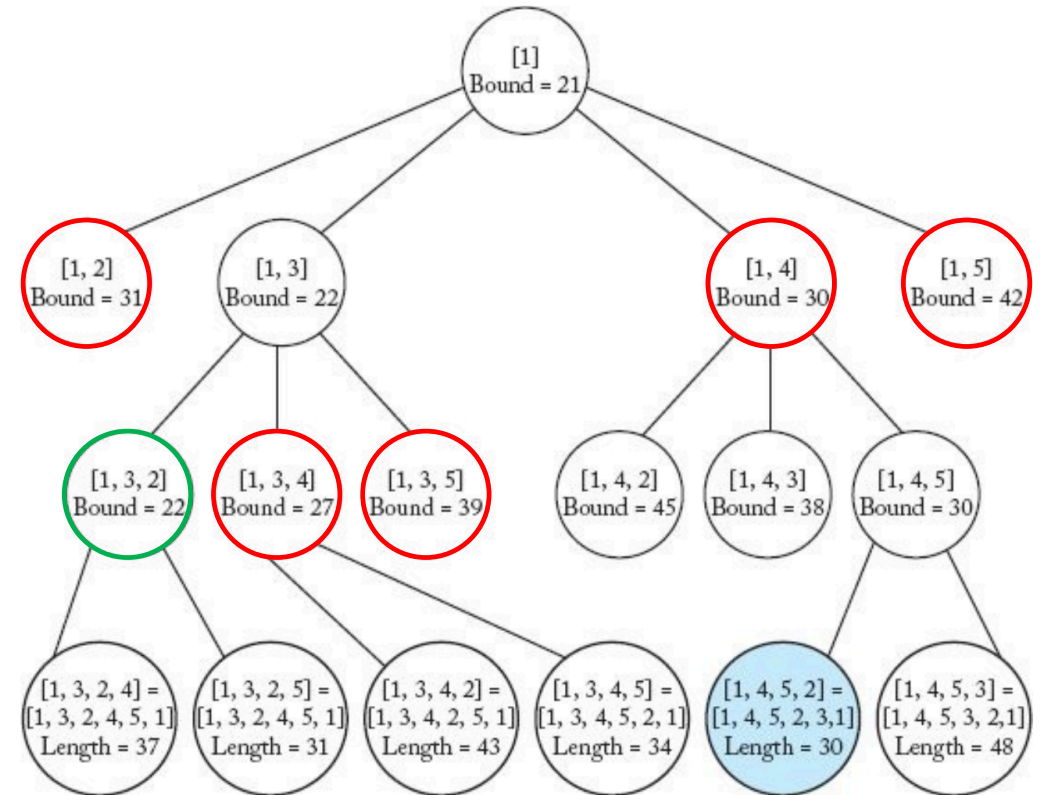 [1]
Bound = 21
[1, 2]
Bound = 31
[1, 3]
Bound = 22
[1, 4]
Bound = 30
[1, 5]
Bound = 42
[1, 3, 2]
Bound = 22
[1, 3, 4]
Bound = 27
[1, 3, 5]
Bound = 39
[1, 4, 2]
Bound = 45
[1, 4, 3]
Bound = 38
[1, 4, 5]
Bound = 30
[1, 3, 2, 4] =
[1, 3, 2, 4, 5, 1]
Length = 37
[1, 3, 2, 5] =
[1, 3, 2, 4, 5, 1]
Length = 31
[1, 3, 4, 2] =
[1, 3, 4, 2, 5, 1]
Length = 43
[1, 3, 4, 5] =
[1, 3, 4, 5, 2, 1]
Length = 34
[1, 4, 5, 2] =
[1, 4, 5, 2, 3,1]
Length = 30
[1, 4, 5, 3] =
[1, 4, 5, 3, 2,1]
Length = 48